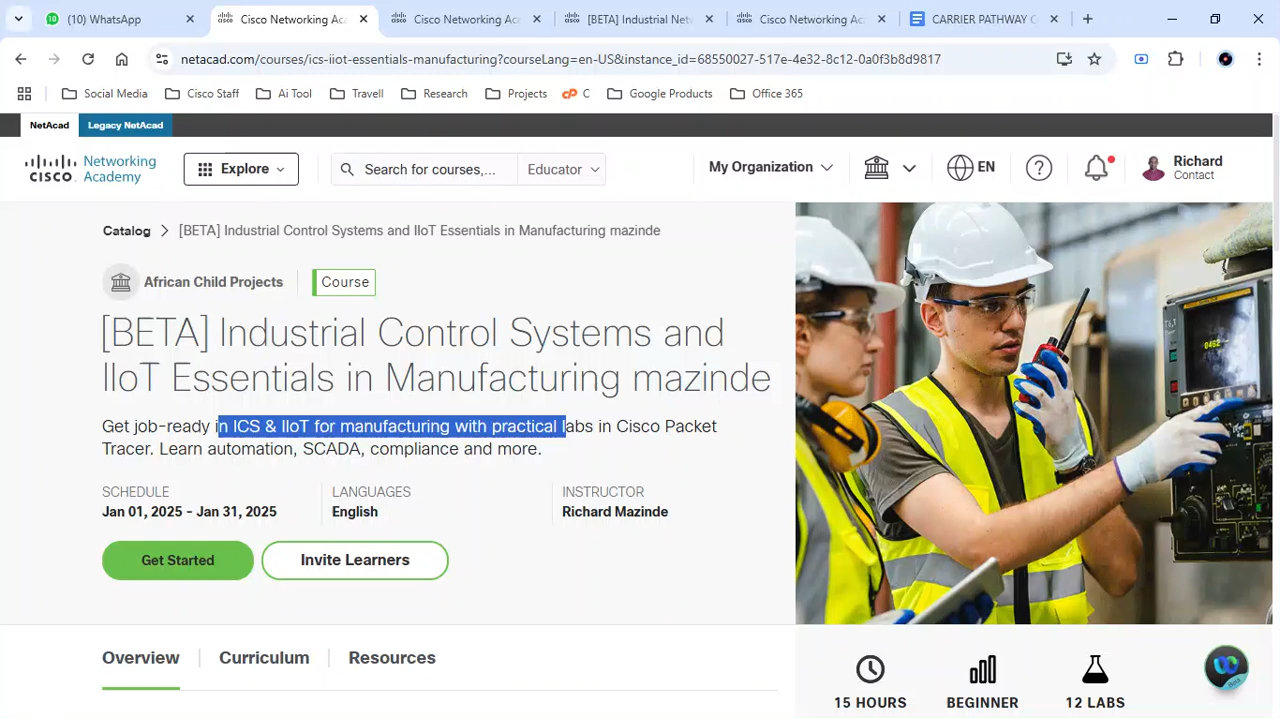 (10) WhatsApp
Cisco Networking Aca
Cisco Networking Aca
[BETA] Industrial Net
Cisco Networking Ac
CARRIER PATHWAY C
netacad.com/courses/ics-iiot-essentials-manufacturing?courseLang=en-US&instance_id=68550027-517e-4e32-8c12-0a0f3b8d9817
Social Media
Cisco Staff
Ai Tool
Travell
Research
Projects
C
Google Products
Office 365
NetAcad
Legacy NetAcad
CISCO
Networking
Academy
Explore
Search for courses,...
Educator
My Organization
EN
Richard
Contact
Catalog > [BETA] Industrial Control Systems and IIoT Essentials in Manufacturing mazinde
African Child Projects
Course
[BETA] Industrial Control Systems and
IIoT Essentials in Manufacturing mazinde
Get job-ready in ICS & IIoT for manufacturing with practical labs in Cisco Packet
Tracer. Learn automation, SCADA, compliance and more.
SCHEDULE
Jan 01, 2025 - Jan 31, 2025
LANGUAGES
English
INSTRUCTOR
Richard Mazinde
Get Started
Invite Learners
Overview
Curriculum
Resources
15 HOURS
BEGINNER
12 LABS